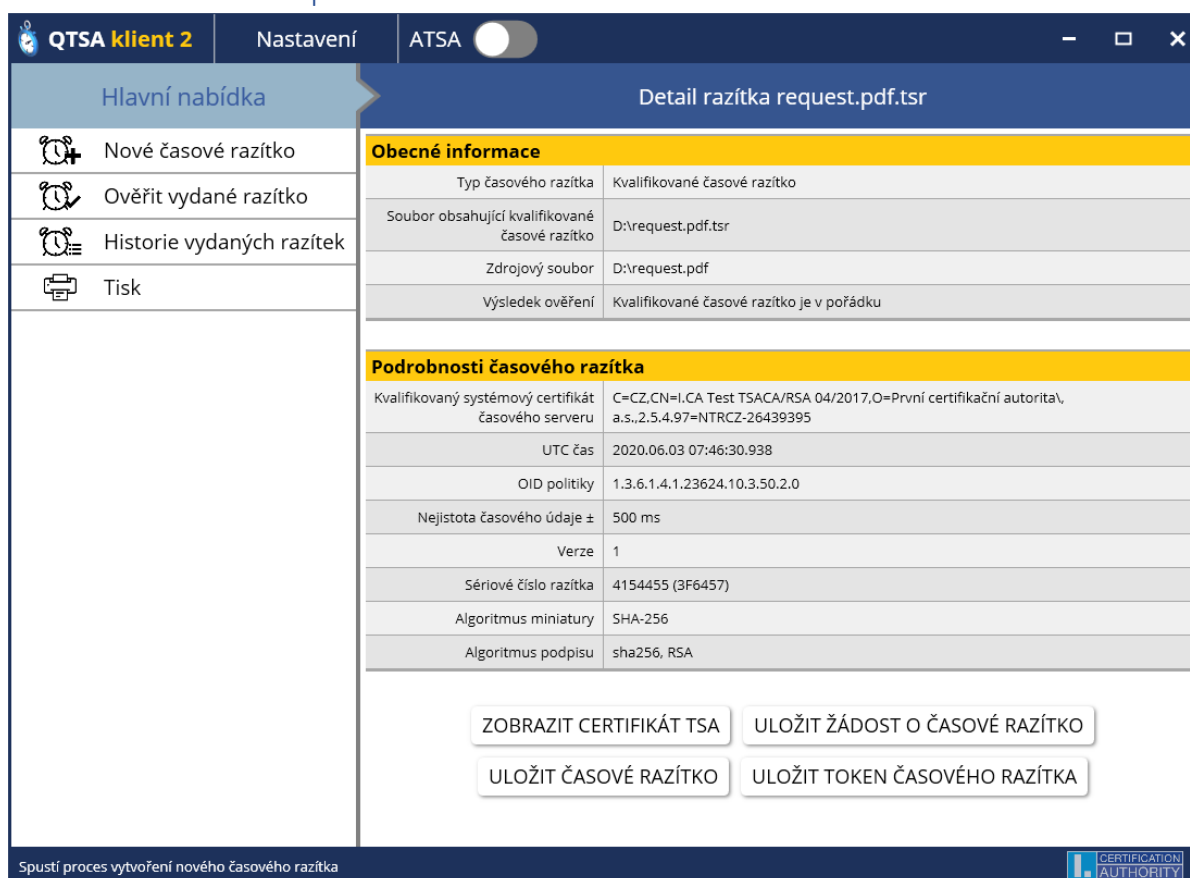 QTSA klient 2 Nastavení ATSA
Hlavní nabídka
Detail razítka request.pdf.tsr
Nové časové razítko
Ověřit vydané razítko
Historie vydaných razítek
Tisk
Obecné informace
Typ časového razítka Kvalifikované časové razítko
Soubor obsahující kvalifikované
časové razítko D:\request.pdf.tsr
Zdrojový soubor D:\request.pdf
Výsledek ověření Kvalifikované časové razítko je v pořádku
Podrobnosti časového razítka
Kvalifikovaný systémový certifikát
časového serveru
C=CZ,CN=I.CA Test TSACA/RSA 04/2017,O=První certifikační autorita\,
a.s.,2.5.4.97=NTRCZ-26439395
UTC čas 2020.06.03 07:46:30.938
OID politiky 1.3.6.1.4.1.23624.10.3.50.2.0
Nejistota časového údaje ± 500 ms
Verze 1
Sériové číslo razítka 4154455 (3F6457)
Algoritmus miniatury SHA-256
Algoritmus podpisu sha256, RSA
ZOBRAZIT CERTIFIKÁT TSA ULOŽIT ŽÁDOST O ČASOVÉ RAZÍTKO
ULOŽIT ČASOVÉ RAZÍTKO ULOŽIT TOKEN ČASOVÉHO RAZÍTKA
Spustí proces vytvoření nového časového razítka
I. CERTIFICATION
AUTHORITY